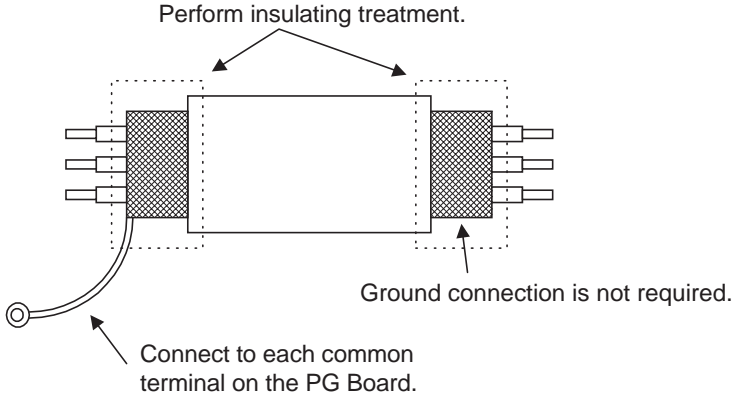 Perform insulating treatment.
Ground connection is not required.
Connect to each common
terminal on the PG Board.